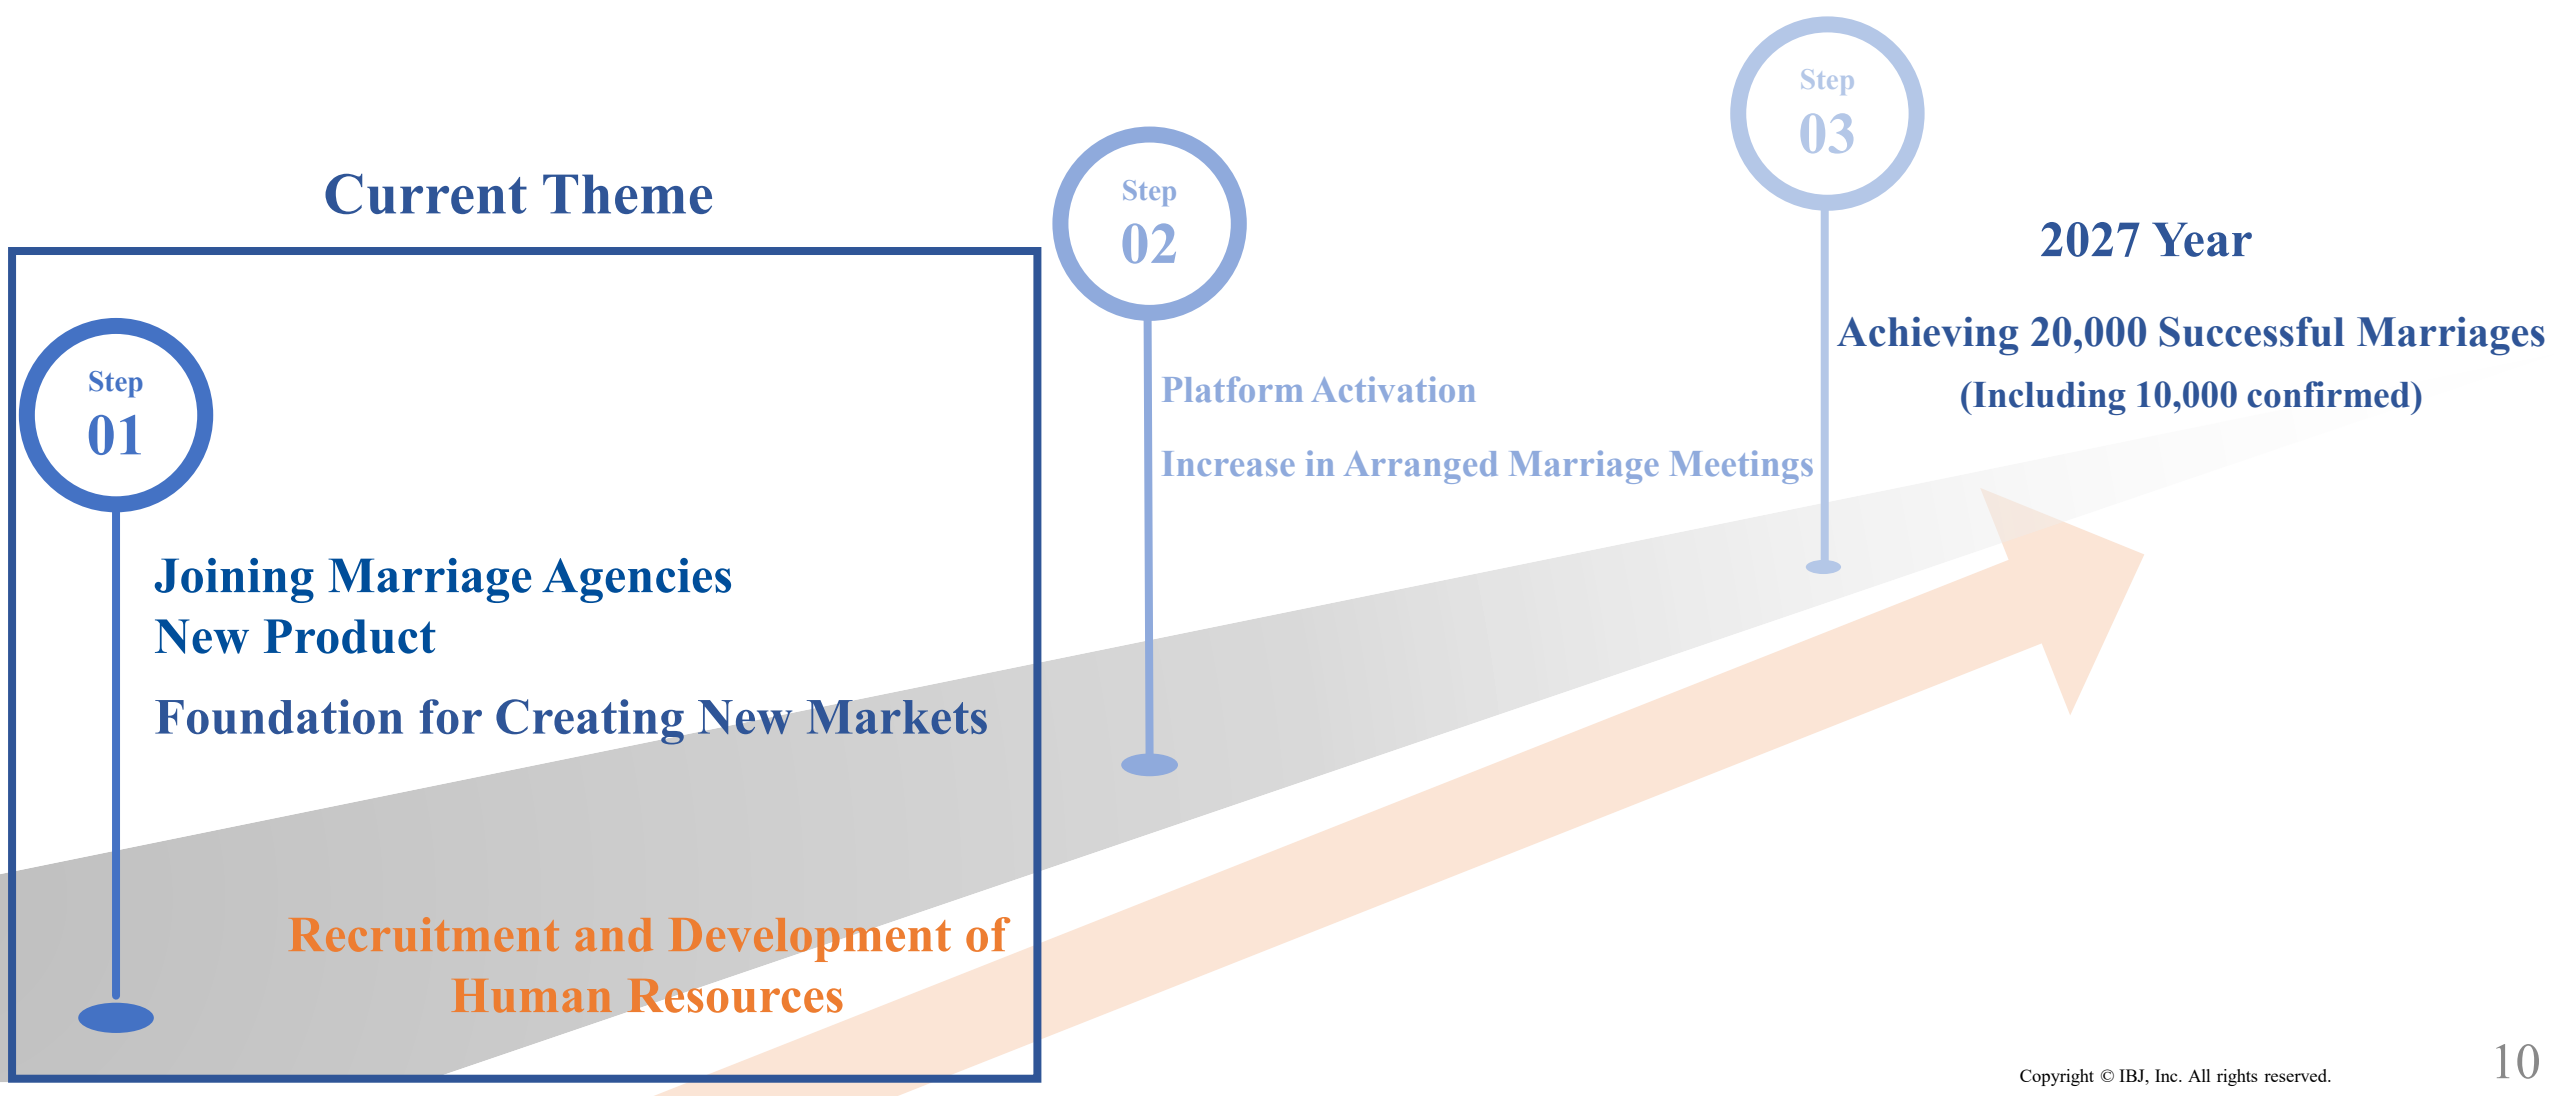 Current Theme
Step
01
Joining Marriage Agencies
New Product
Foundation for Creating New Markets
Recruitment and Development of
Human Resources
Step
02
Platform Activation
Increase in Arranged Marriage Meetings
Step
03
2027 Year
Achieving 20,000 Successful Marriages
(Including 10,000 confirmed)
Copyright © IBJ, Inc. All rights reserved.
10